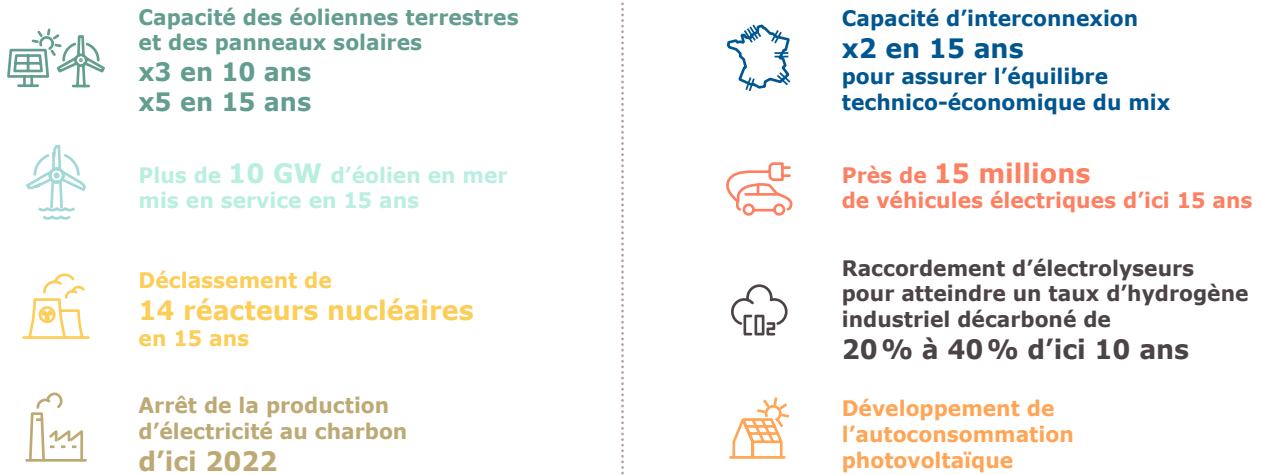 Capacité des éoliennes terrestres
et des panneaux solaires
x3 en 10 ans
x5 en 15 ans
Plus de 10 GW d’éolien en mer
mis en service en 15 ans
Déclassement de
14 réacteurs nucléaires
en 15 ans
Arrêt de la production
d’électricité au charbon
d’ici 2022
Capacité d’interconnexion
x2 en 15 ans
pour assurer l’équilibre
technico-économique du mix
Près de 15 millions
de véhicules électriques d’ici 15 ans
CO2
Raccordement d’électrolyseurs
pour atteindre un taux d’hydrogène
industriel décarboné de
20 % à 40 % d’ici 10 ans
Développement de
l’autoconsommation
photovoltaïque